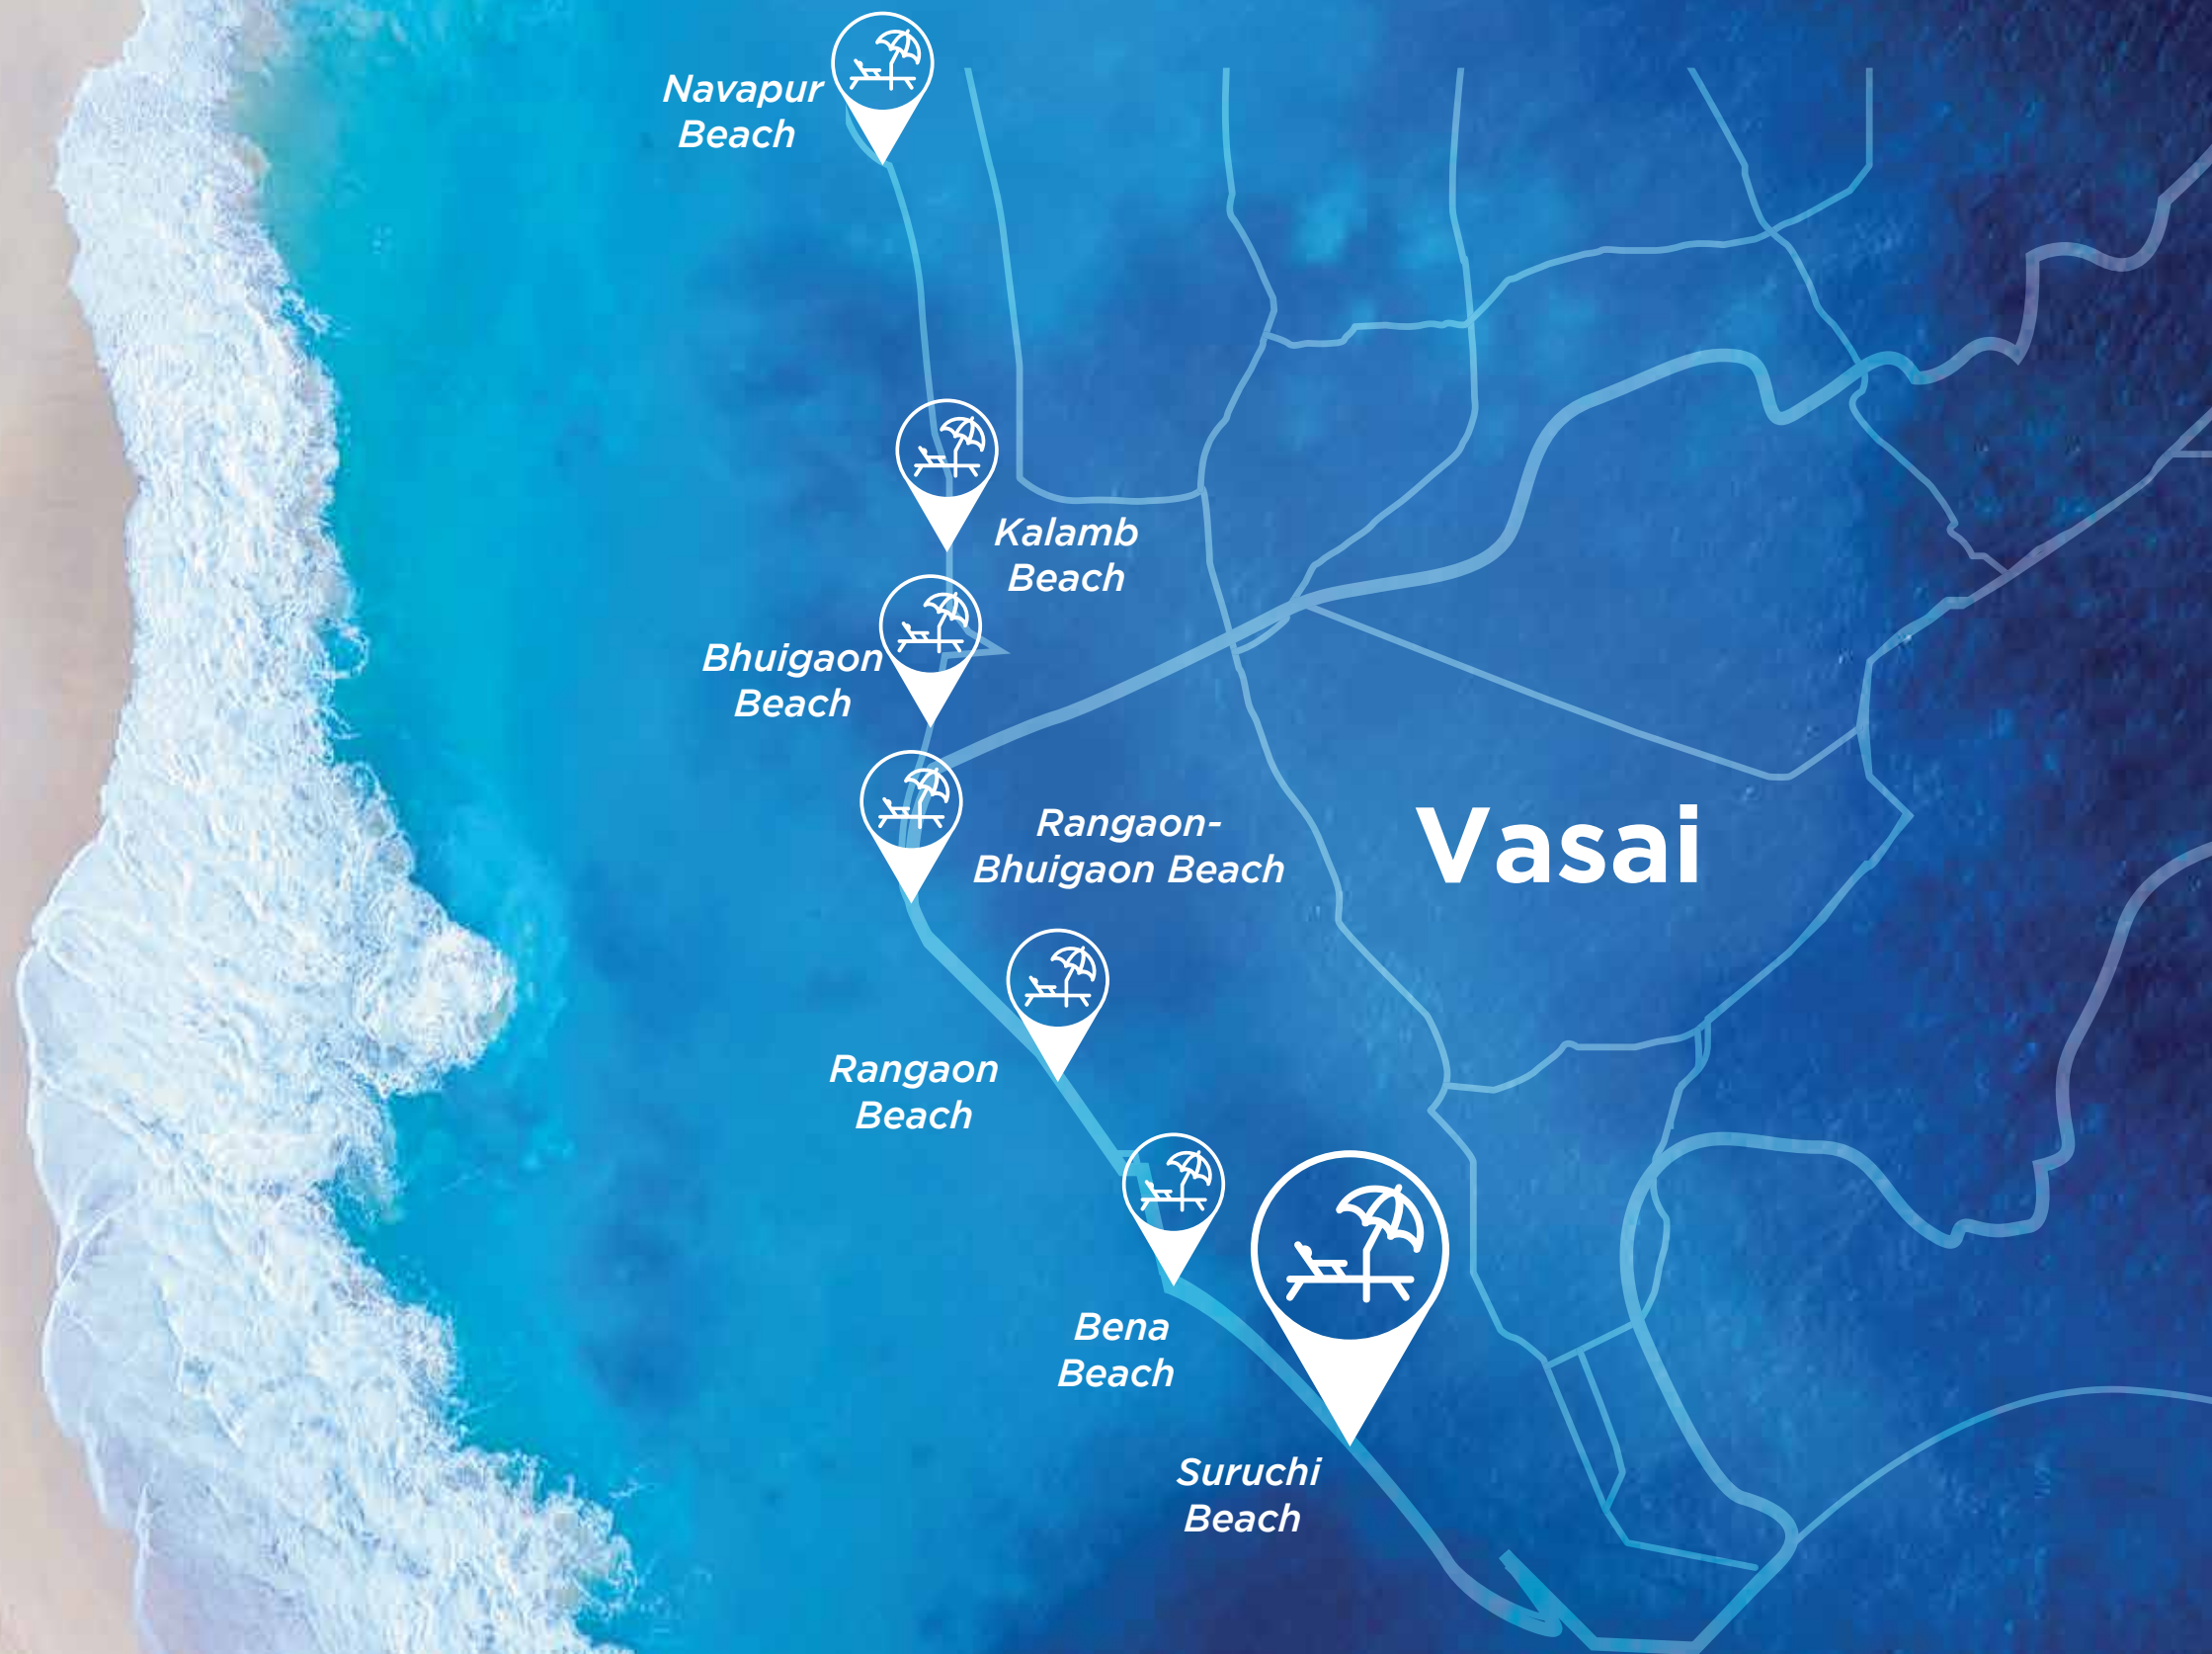 Navapur
Beach
Kalamb
Beach
Bhuigaon
Beach
Rangaon-
Bhuigaon Beach
Vasai
Rangaon
Beach
Bena
Beach
Suruchi
Beach